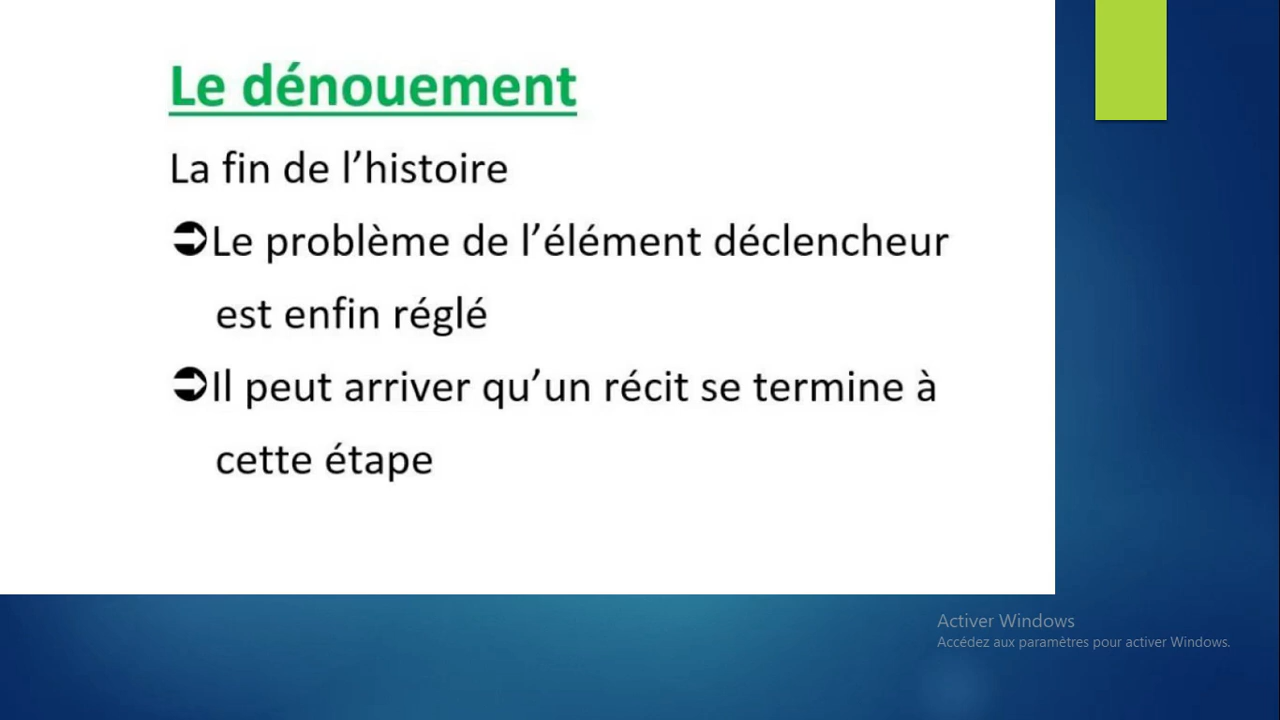 Le dénouement
La fin de l’histoire
➲Le problème de l’élément déclencheur
est enfin réglé
➲Il peut arriver qu’un récit se termine à
cette étape
Activer Windows
Accédez aux paramètres pour activer Windows.